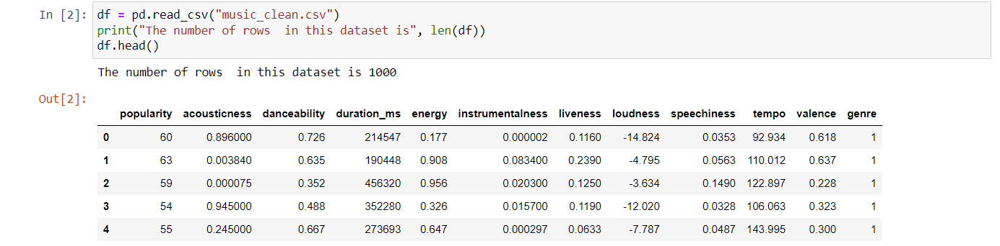 In [2]: df = pd.read_csv("music_clean.csv")
print("The number of rows  in this dataset is", len(df))
df.head()
The number of rows  in this dataset is 1000
Out[2]:
popularity acousticness danceability duration_ms energy instrumentalness liveness loudness speechiness tempo valence genre
0 60 0.896000 0.726 214547 0.177 0.000002 0.1160 -14.824 0.0353 92.934 0.618 1
1 63 0.003840 0.635 190448 0.908 0.083400 0.2390 -4.795 0.0563 110.012 0.637 1
2 59 0.000075 0.352 456320 0.956 0.020300 0.1250 -3.634 0.1490 122.897 0.228 1
3 54 0.945000 0.488 352280 0.326 0.015700 0.1190 -12.020 0.0328 106.063 0.323 1
4 55 0.245000 0.667 273693 0.647 0.000297 0.0633 -7.787 0.0487 143.995 0.300 1